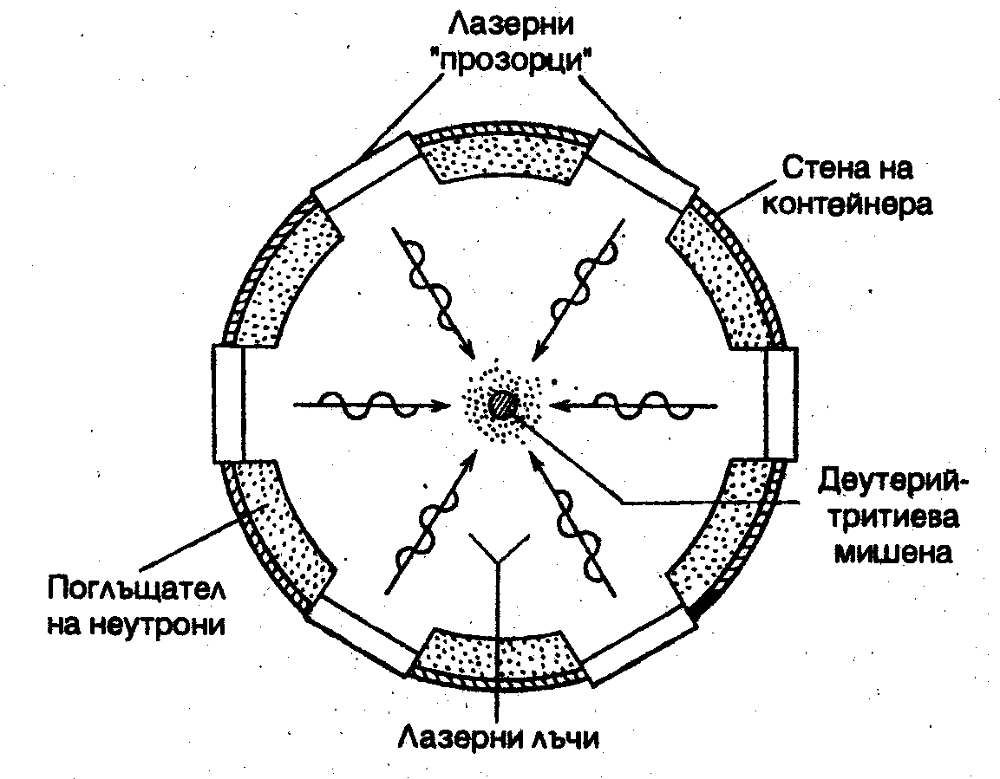 Лазерни
"прозорци"
Стена на
контейнера
Деутерий-
тритиева
мишена
Поглъщател
на неутрони
Лазерни лъчи